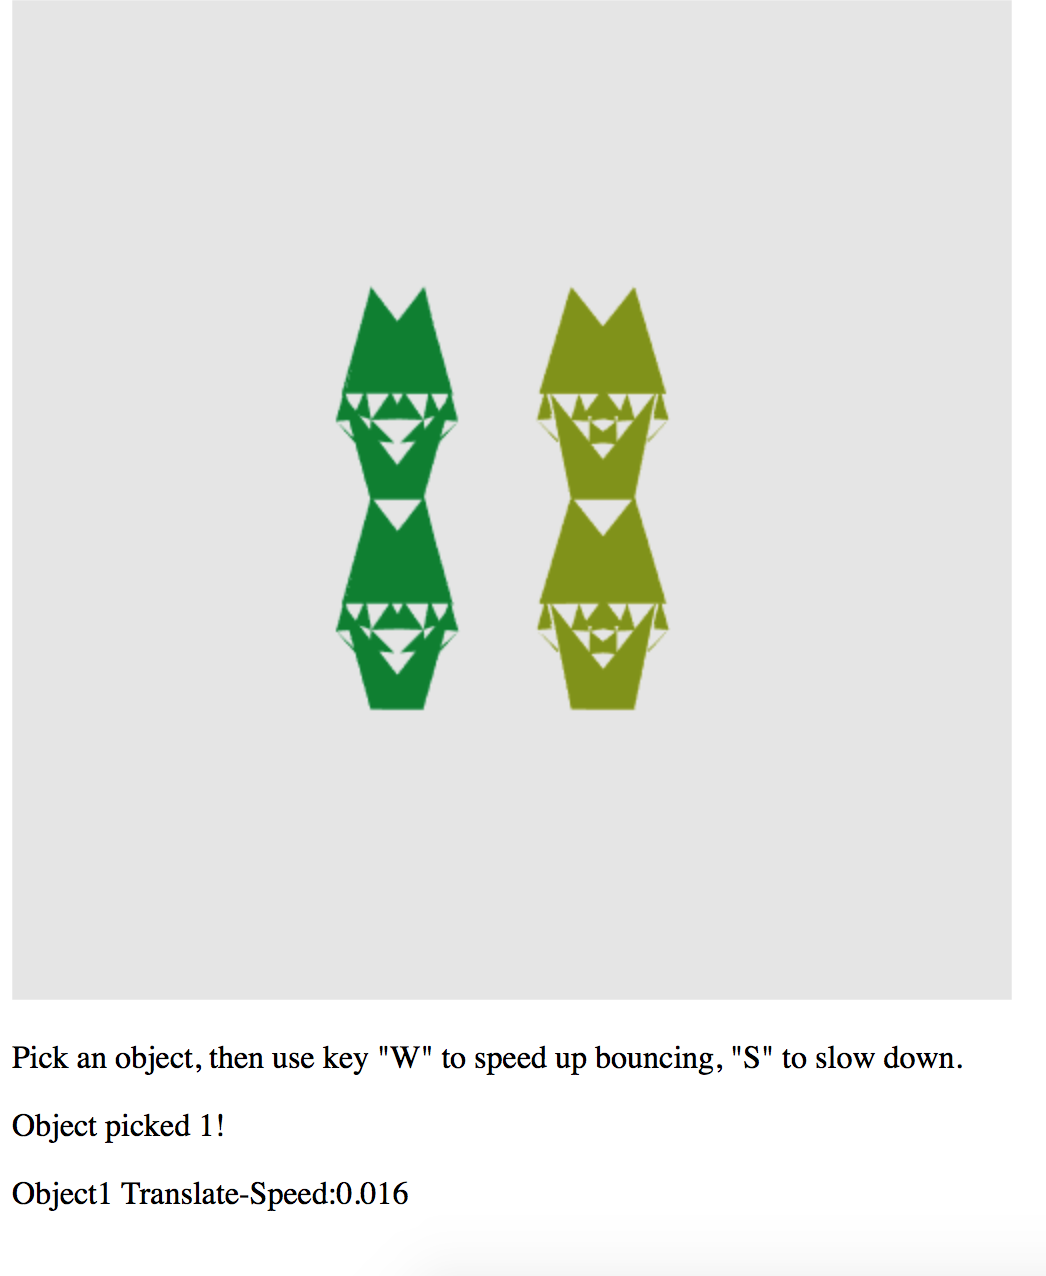 Pick an object, then use key "W" to speed up bouncing, "S" to slow down.
Object picked 1!
Object1 Translate-Speed:0.016